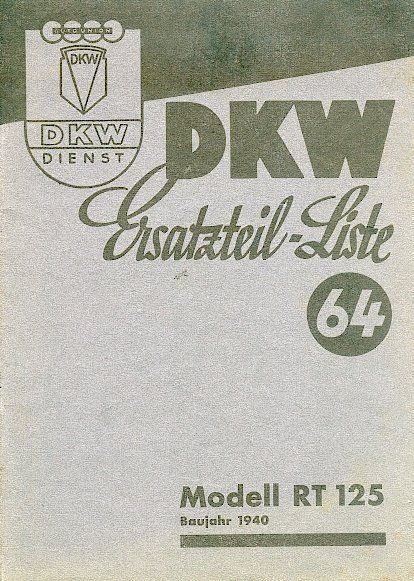 AUTO UNION
DKW
DKW
DIENST
DKW
Ersatzteil-Liste
64
Modell RT 125
Baujahr 1940